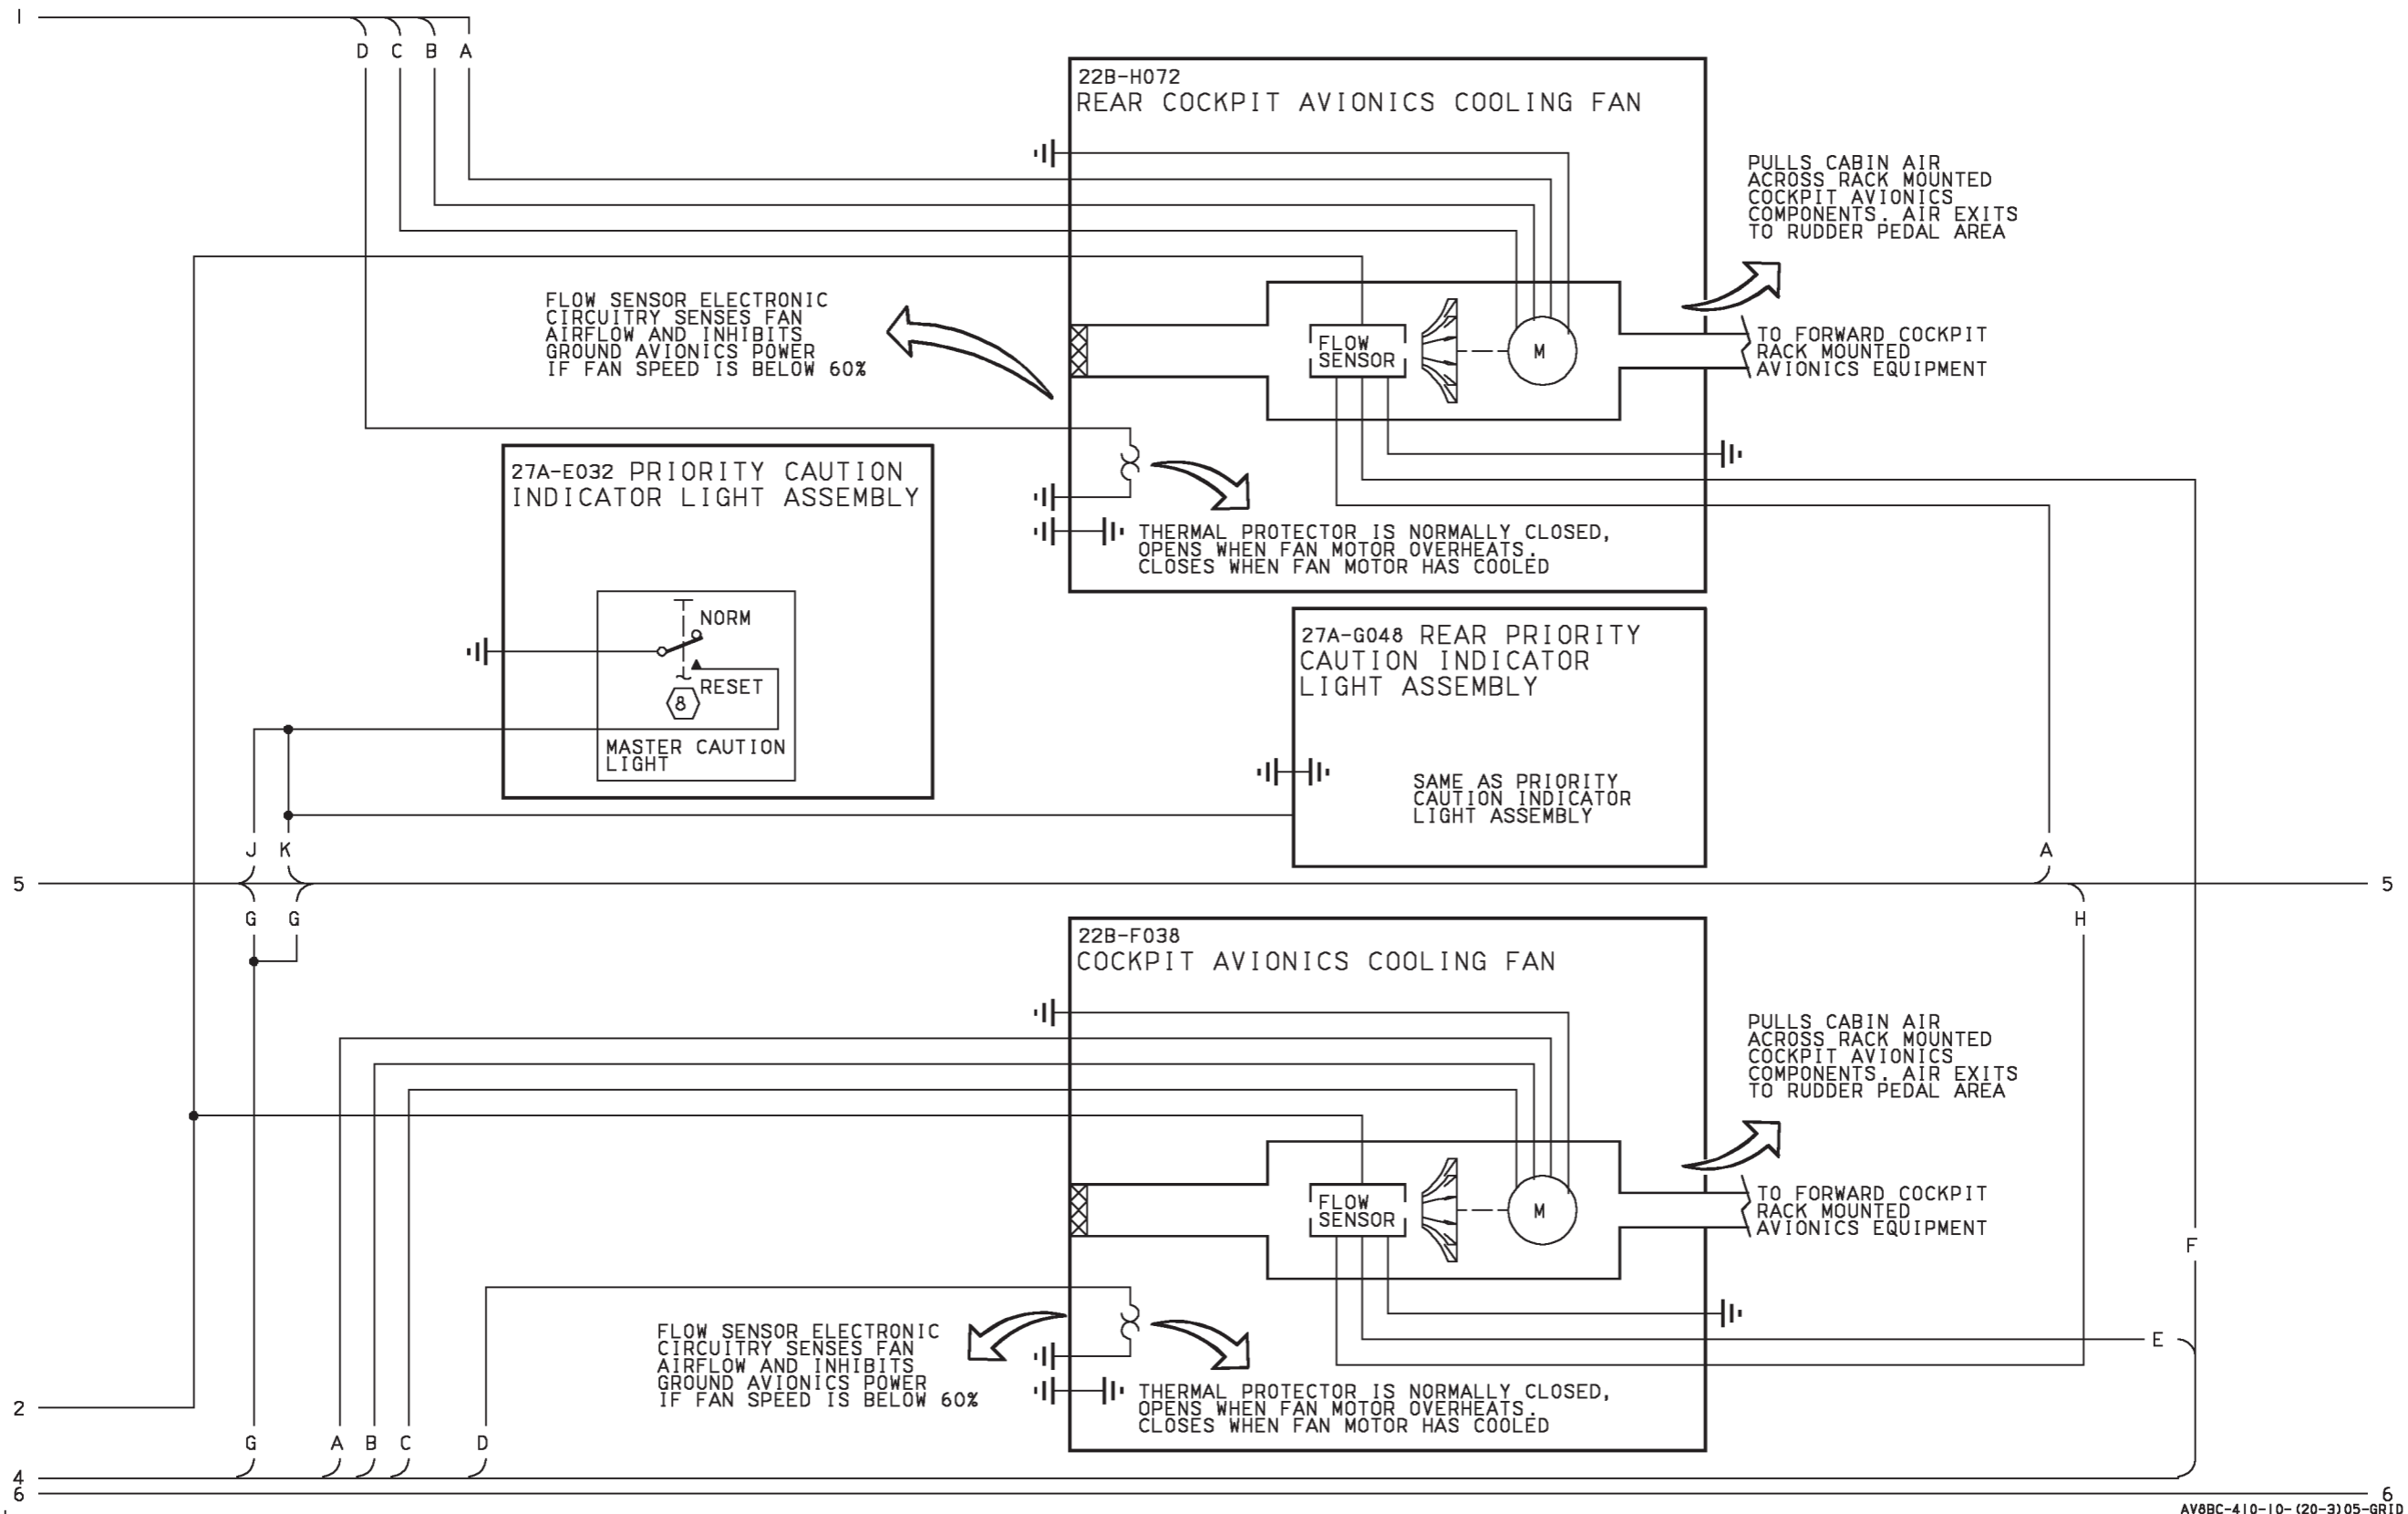 1
D C B A
22B-H072
REAR COCKPIT AVIONICS COOLING FAN
PULLS CABIN AIR
ACROSS RACK MOUNTED
COCKPIT AVIONICS
COMPONENTS. AIR EXITS
TO RUDDER PEDAL AREA
FLOW SENSOR ELECTRONIC
CIRCUITRY SENSES FAN
AIRFLOW AND INHIBITS
GROUND AVIONICS POWER
IF FAN SPEED IS BELOW 60%
FLOW
SENSOR
M
TO FORWARD COCKPIT
RACK MOUNTED
AVIONICS EQUIPMENT
27A-E032 PRIORITY CAUTION
INDICATOR LIGHT ASSEMBLY
THERMAL PROTECTOR IS NORMALLY CLOSED,
OPENS WHEN FAN MOTOR OVERHEATS.
CLOSES WHEN FAN MOTOR HAS COOLED
NORM
RESET
8
MASTER CAUTION
LIGHT
27A-G048 REAR PRIORITY
CAUTION INDICATOR
LIGHT ASSEMBLY
SAME AS PRIORITY
CAUTION INDICATOR
LIGHT ASSEMBLY
J K
A
5
5
G G
H
22B-F038
COCKPIT AVIONICS COOLING FAN
PULLS CABIN AIR
ACROSS RACK MOUNTED
COCKPIT AVIONICS
COMPONENTS. AIR EXITS
TO RUDDER PEDAL AREA
FLOW
SENSOR
M
TO FORWARD COCKPIT
RACK MOUNTED
AVIONICS EQUIPMENT
F
FLOW SENSOR ELECTRONIC
CIRCUITRY SENSES FAN
AIRFLOW AND INHIBITS
GROUND AVIONICS POWER
IF FAN SPEED IS BELOW 60%
E
THERMAL PROTECTOR IS NORMALLY CLOSED,
OPENS WHEN FAN MOTOR OVERHEATS.
CLOSES WHEN FAN MOTOR HAS COOLED
2
G A B C D
4
6
6
AV8BC-410-10-(20-3)05-GRID